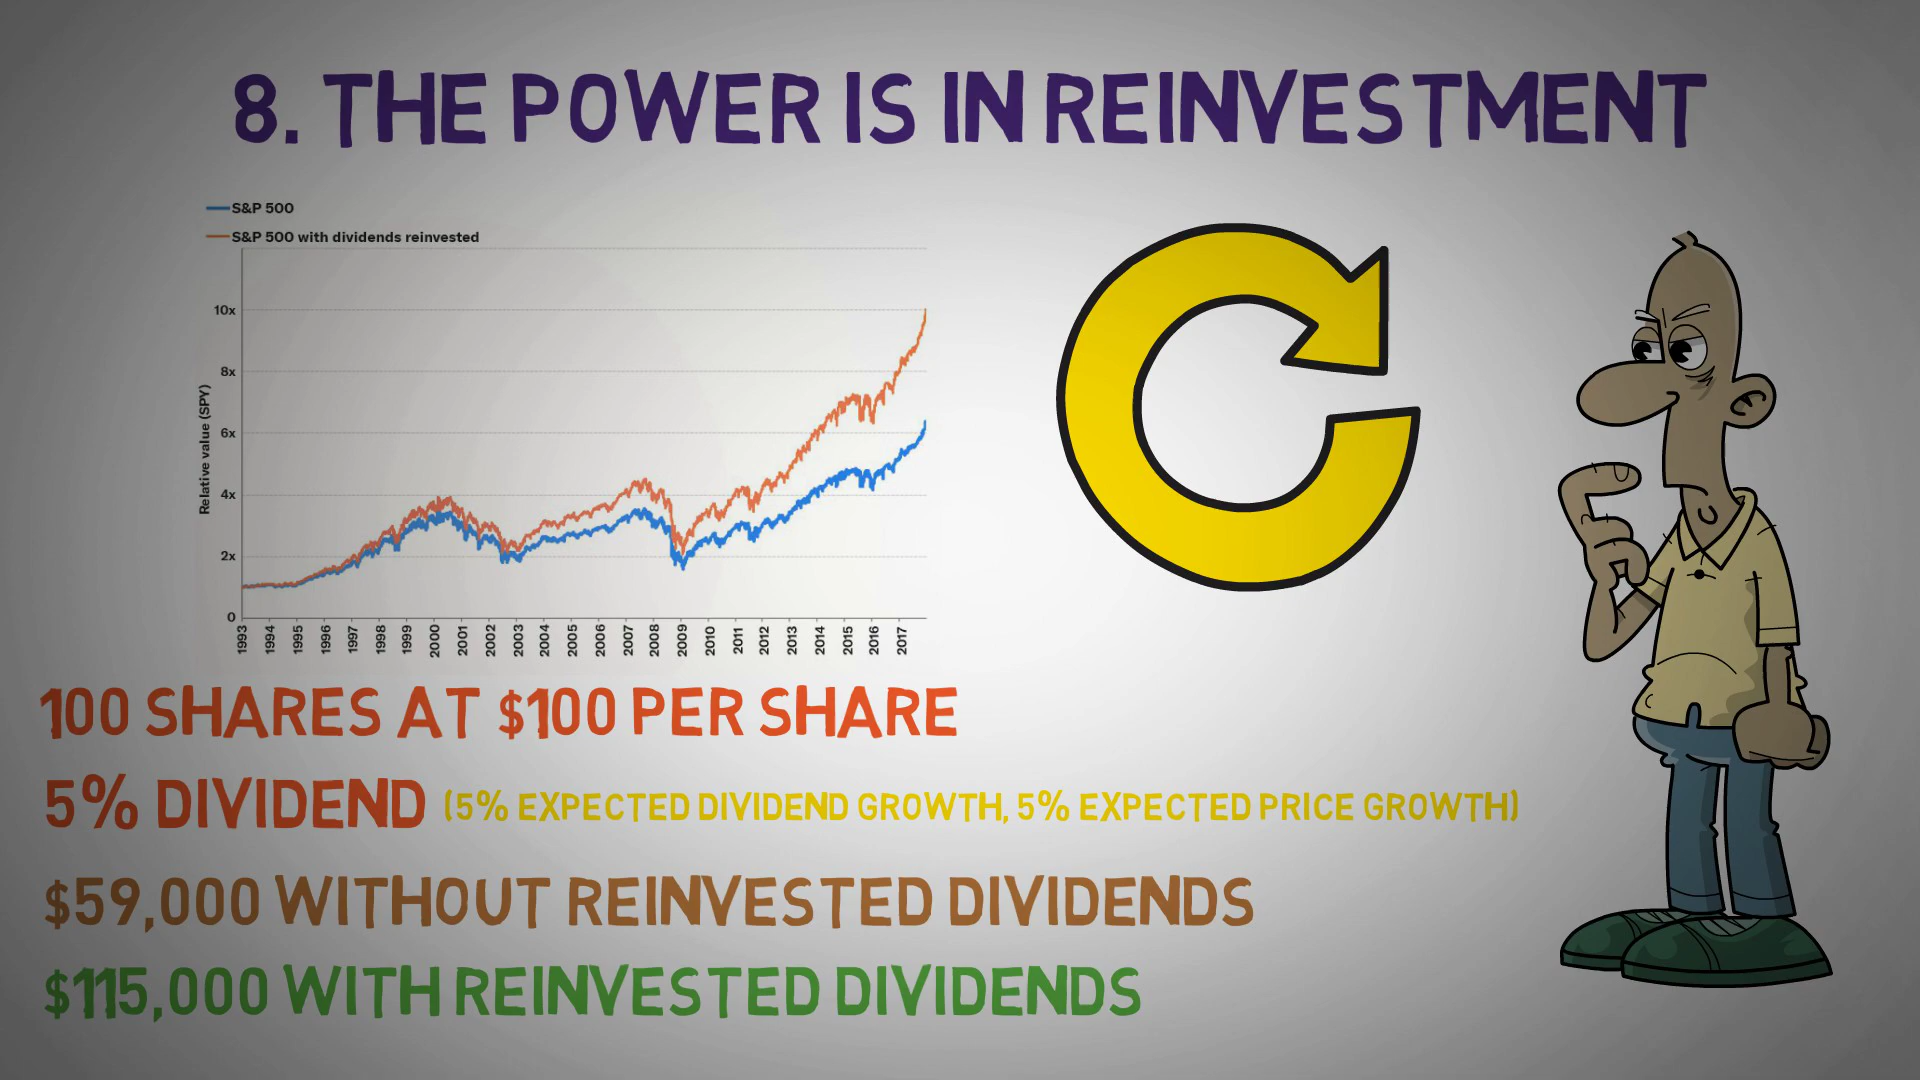 8. THE POWER IS IN REINVESTMENT
S&P 500
S&P 500 with dividends reinvested
Relative value (SPY)
10x
8x
6x
4x
2x
0
1993 1994 1995 1996 1997 1998 1999 2000 2001 2002 2003 2004 2005 2006 2007 2008 2009 2010 2011 2012 2013 2014 2015 2016 2017
100 SHARES AT $100 PER SHARE
5% DIVIDEND (5% EXPECTED DIVIDEND GROWTH, 5% EXPECTED PRICE GROWTH)
$59,000 WITHOUT REINVESTED DIVIDENDS
$115,000 WITH REINVESTED DIVIDENDS